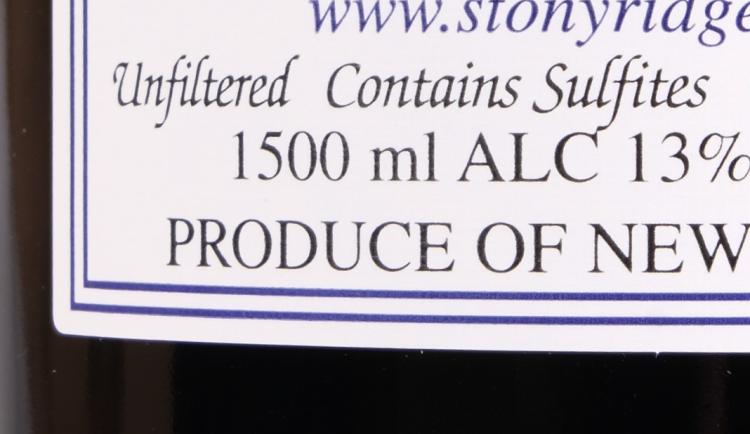 www.stonyridge
Unfiltered Contains Sulfites
1500 ml ALC 13%
PRODUCE OF NEW